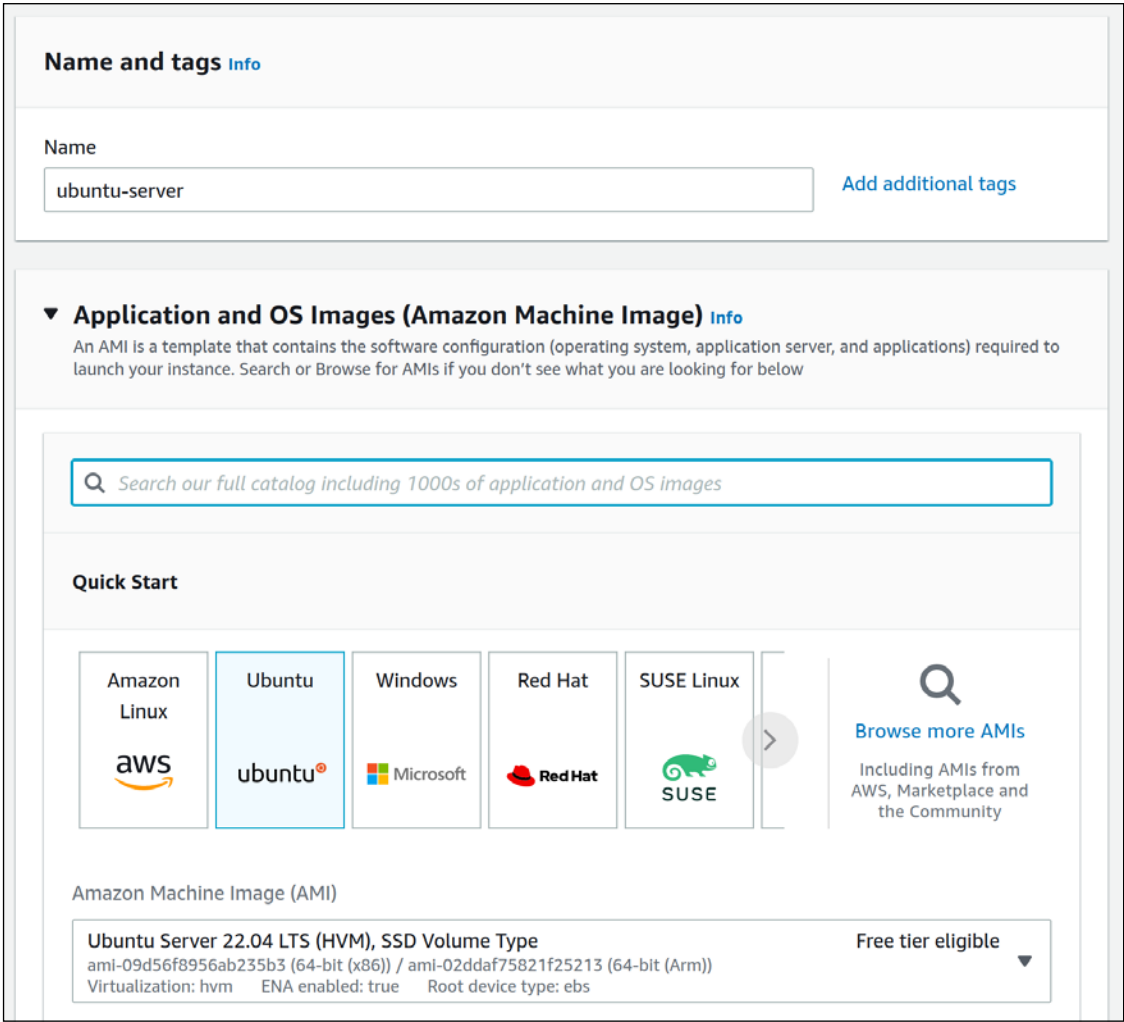 Name and tags Info
Name
ubuntu-server
Add additional tags
Application and OS Images (Amazon Machine Image) Info
An AMI is a template that contains the software configuration (operating system, application server, and applications) required to
launch your instance. Search or Browse for AMIs if you don't see what you are looking for below
Search our full catalog including 1000s of application and OS images
Quick Start
Amazon
Linux
aws
Ubuntu
ubuntu
Windows
Microsoft
Red Hat
Red Hat
SUSE Linux
SUSE
Browse more AMIs
Including AMIs from
AWS, Marketplace and
the Community
Amazon Machine Image (AMI)
Ubuntu Server 22.04 LTS (HVM), SSD Volume Type
Free tier eligible
ami-09d56f8956ab235b3 (64-bit (x86)) / ami-02ddaf75821f25213 (64-bit (Arm))
Virtualization: hvm ENA enabled: true Root device type: ebs